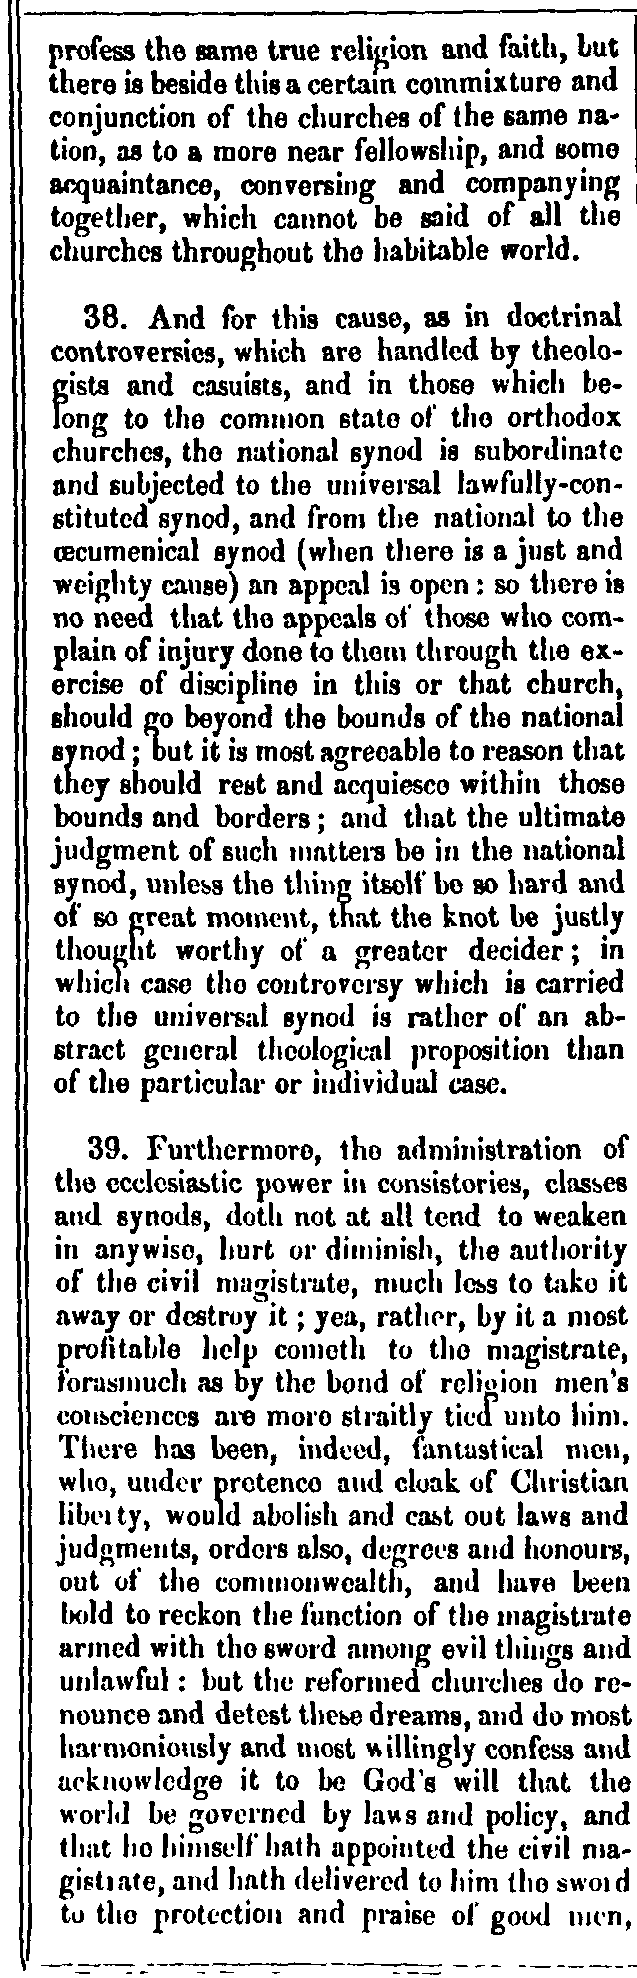 profess the same true religion and faith, but
there is beside this a certain commixture and
conjunction of the churches of the same na-
tion, as to a more near fellowship, and some
acquaintance, conversing and companying
together, which cannot be said of all the
churches throughout the habitable world.
38. And for this cause, as in doctrinal
controversies, which are handled by theolo-
gists and casuists, and in those which be-
long to the common state of the orthodox
churches, the national synod is subordinate
and subjected to the universal lawfully-con-
stituted synod, and from the national to the
œcumenical synod (when there is a just and
weighty cause) an appeal is open : so there is
no need that the appeals of those who com-
plain of injury done to them through the ex-
ercise of discipline in this or that church,
should go beyond the bounds of the national
synod ; but it is most agreeable to reason that
they should rest and acquiesce within those
bounds and borders ; and that the ultimate
judgment of such matters be in the national
synod, unless the thing itself be so hard and
of so great moment, that the knot be justly
thought worthy of a greater decider ; in
which case the controversy which is carried
to the universal synod is rather of an ab-
stract general theological proposition than
of the particular or individual case.
39. Furthermore, the administration of
the ecclesiastic power in consistories, classes
and synods, doth not at all tend to weaken
in anywise, hurt or diminish, the authority
of the civil magistrate, much less to take it
away or destroy it ; yea, rather, by it a most
profitable help cometh to the magistrate,
forasmuch as by the bond of religion men's
consciences are more straitly tied unto him.
There has been, indeed, fantastical men,
who, under pretence and cloak of Christian
liberty, would abolish and cast out laws and
judgments, orders also, degrees and honours,
out of the commonwealth, and have been
bold to reckon the function of the magistrate
armed with the sword among evil things and
unlawful : but the reformed churches do re-
nounce and detest these dreams, and do most
harmoniously and most willingly confess and
acknowledge it to be God's will that the
world be governed by laws and policy, and
that he himself hath appointed the civil ma-
gistrate, and hath delivered to him the sword
to the protection and praise of good men,